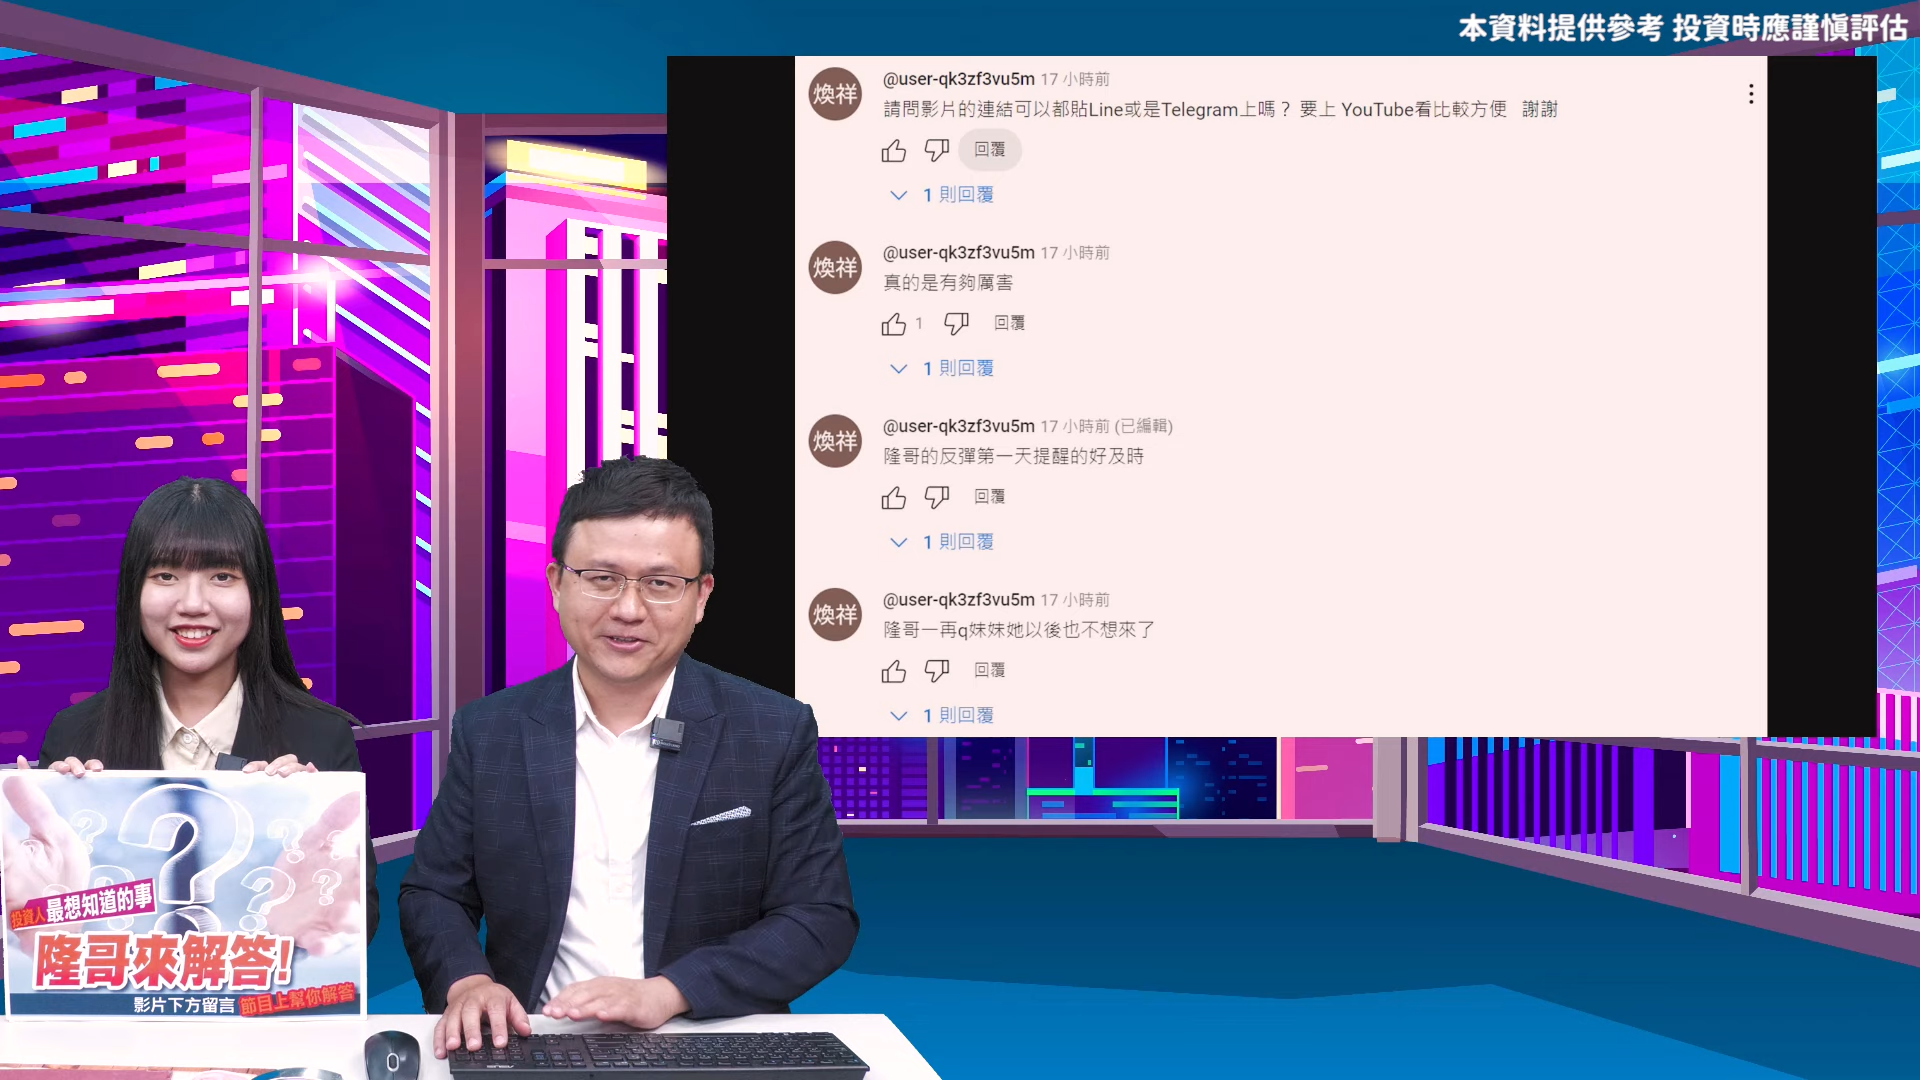 本資料提供參考 投資時應謹慎評估
煥祥
@user-qk3zf3vu5m 17 小時前
請問影片的連結可以都貼Line或是Telegram上嗎？ 要上 YouTube看比較方便 謝謝
回覆
1 則回覆
煥祥
@user-qk3zf3vu5m 17 小時前
真的是有夠厲害
1 回覆
1 則回覆
煥祥
@user-qk3zf3vu5m 17 小時前 (已編輯)
隆哥的反彈第一天提醒的好及時
回覆
1 則回覆
煥祥
@user-qk3zf3vu5m 17 小時前
隆哥一再q妹妹她以後也不想來了
回覆
1 則回覆
投資人最想知道的事
隆哥來解答!
影片下方留言 節目上幫你解答